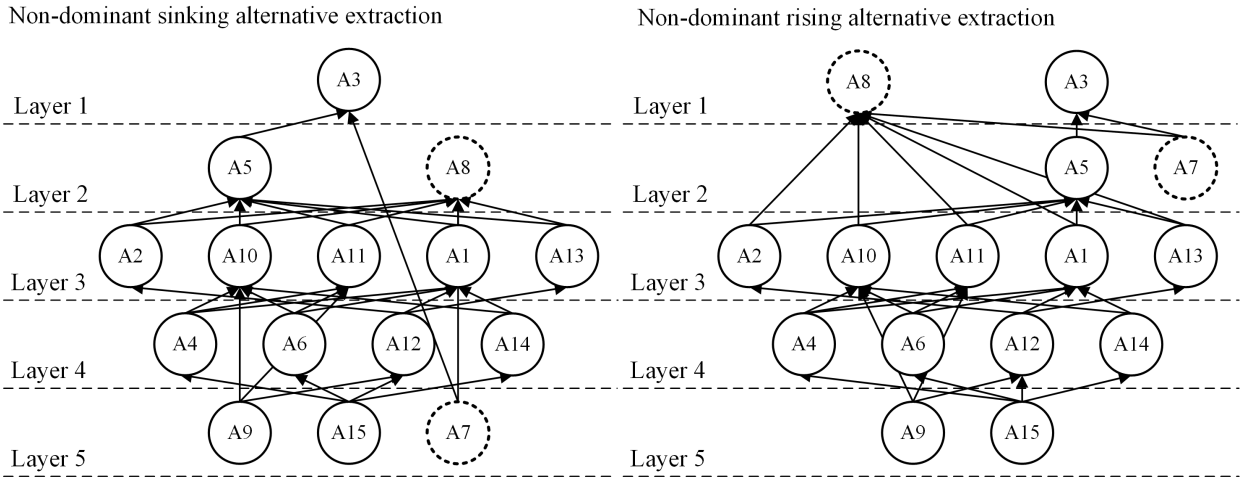 Non-dominant sinking alternative extraction
A3
Layer 1
A5
A8
Layer 2
A2
A10
A11
A1
A13
Layer 3
A4
A6
A12
A14
Layer 4
A9
A15
A7
Layer 5
Non-dominant rising alternative extraction
A8
A3
Layer 1
A5
A7
Layer 2
A2
A10
A11
A1
A13
Layer 3
A4
A6
A12
A14
Layer 4
A9
A15
Layer 5